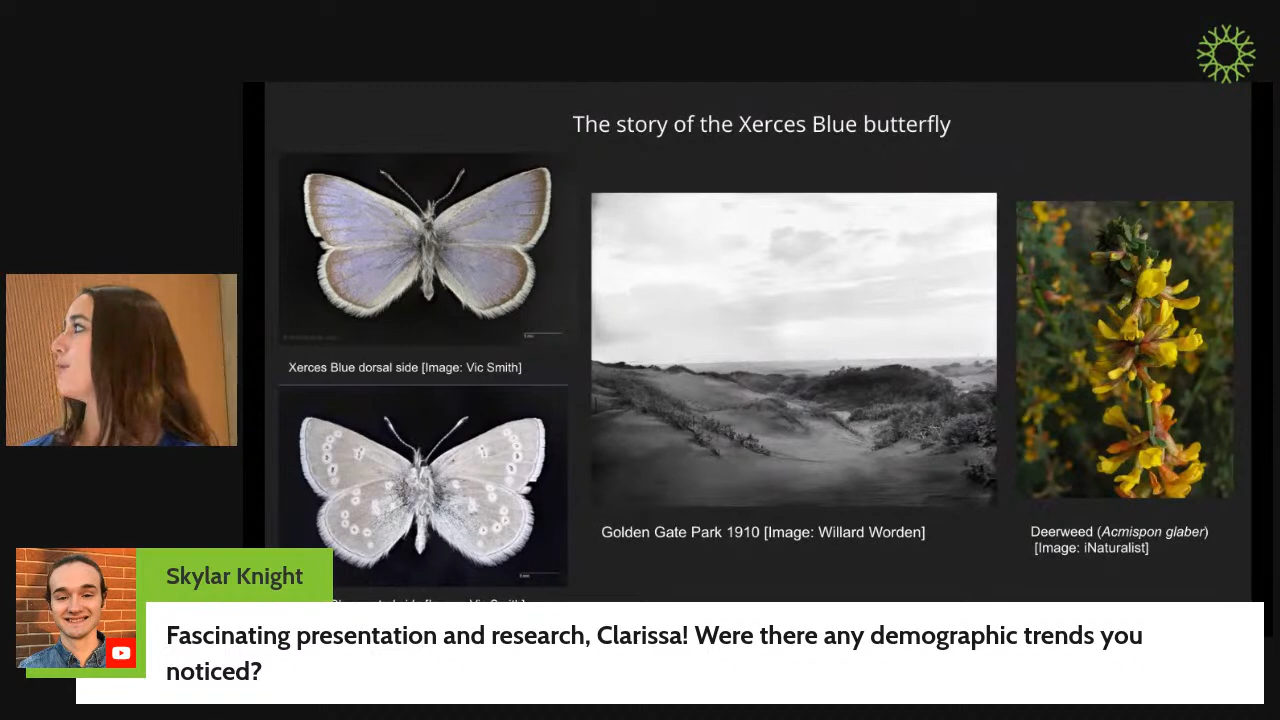 The story of the Xerces Blue butterfly
Xerces Blue dorsal side [Image: Vic Smith]
Golden Gate Park 1910 [Image: Willard Worden]
Deerweed (Acmispon glaber)
[Image: iNaturalist]
Skylar Knight
Fascinating presentation and research, Clarissa! Were there any demographic trends you
noticed?